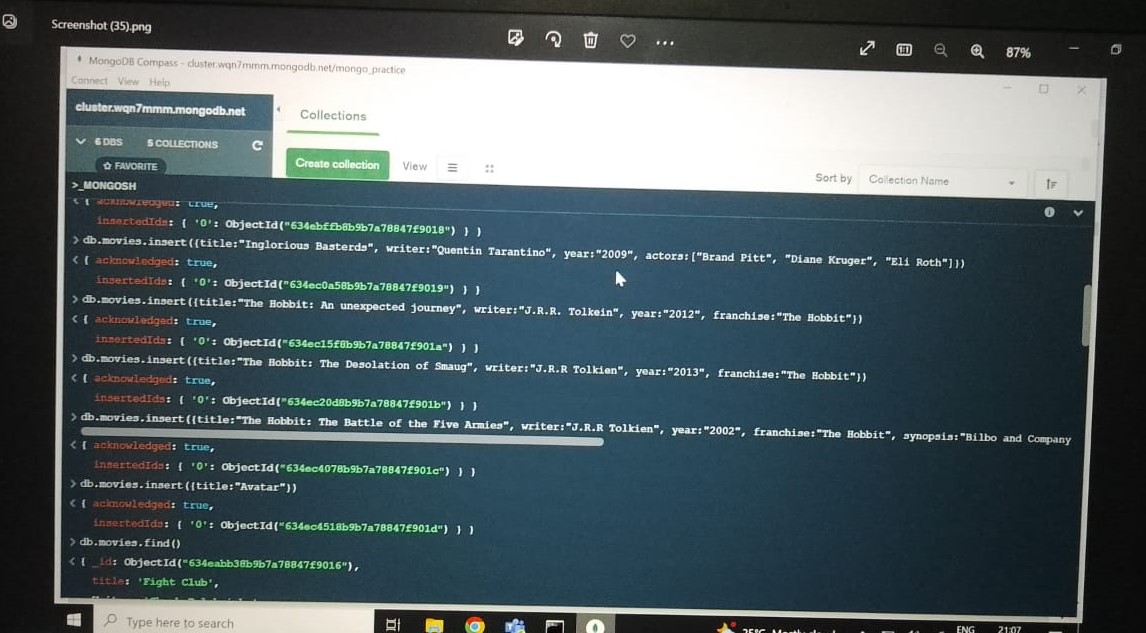 Screenshot (35).png
87%
MongoDB Compass - cluster.wqn7mmm.mongodb.net/mongo_practice
Connect View Help
cluster.wqn7mmm.mongodb.net
Collections
6 DBS 5 COLLECTIONS
FAVORITE
Create collection View
Sort by Collection Name
>_MONGOSH
< { acknowledged: true,
insertedIds: { '0': ObjectId("634ebffb8b9b7a78847f9018") } }
> db.movies.insert({title:"Inglorious Basterds", writer:"Quentin Tarantino", year:"2009", actors:["Brand Pitt", "Diane Kruger", "Eli Roth"]})
< { acknowledged: true,
insertedIds: { '0': ObjectId("634ec0a58b9b7a78847f9019") } }
> db.movies.insert({title:"The Hobbit: An unexpected journey", writer:"J.R.R. Tolkein", year:"2012", franchise:"The Hobbit"})
< { acknowledged: true,
insertedIds: { '0': ObjectId("634ec15f8b9b7a78847f901a") } }
> db.movies.insert({title:"The Hobbit: The Desolation of Smaug", writer:"J.R.R Tolkien", year:"2013", franchise:"The Hobbit"})
< { acknowledged: true,
insertedIds: { '0': ObjectId("634ec20d8b9b7a78847f901b") } }
> db.movies.insert({title:"The Hobbit: The Battle of the Five Armies", writer:"J.R.R Tolkien", year:"2002", franchise:"The Hobbit", synopsis:"Bilbo and Company
< { acknowledged: true,
insertedIds: { '0': ObjectId("634ec4078b9b7a78847f901c") } }
> db.movies.insert({title:"Avatar"})
< { acknowledged: true,
insertedIds: { '0': ObjectId("634ec4518b9b7a78847f901d") } }
> db.movies.find()
< { _id: ObjectId("634eabb38b9b7a78847f9016"),
title: 'Fight Club',
Type here to search
25°C ENG 21:07